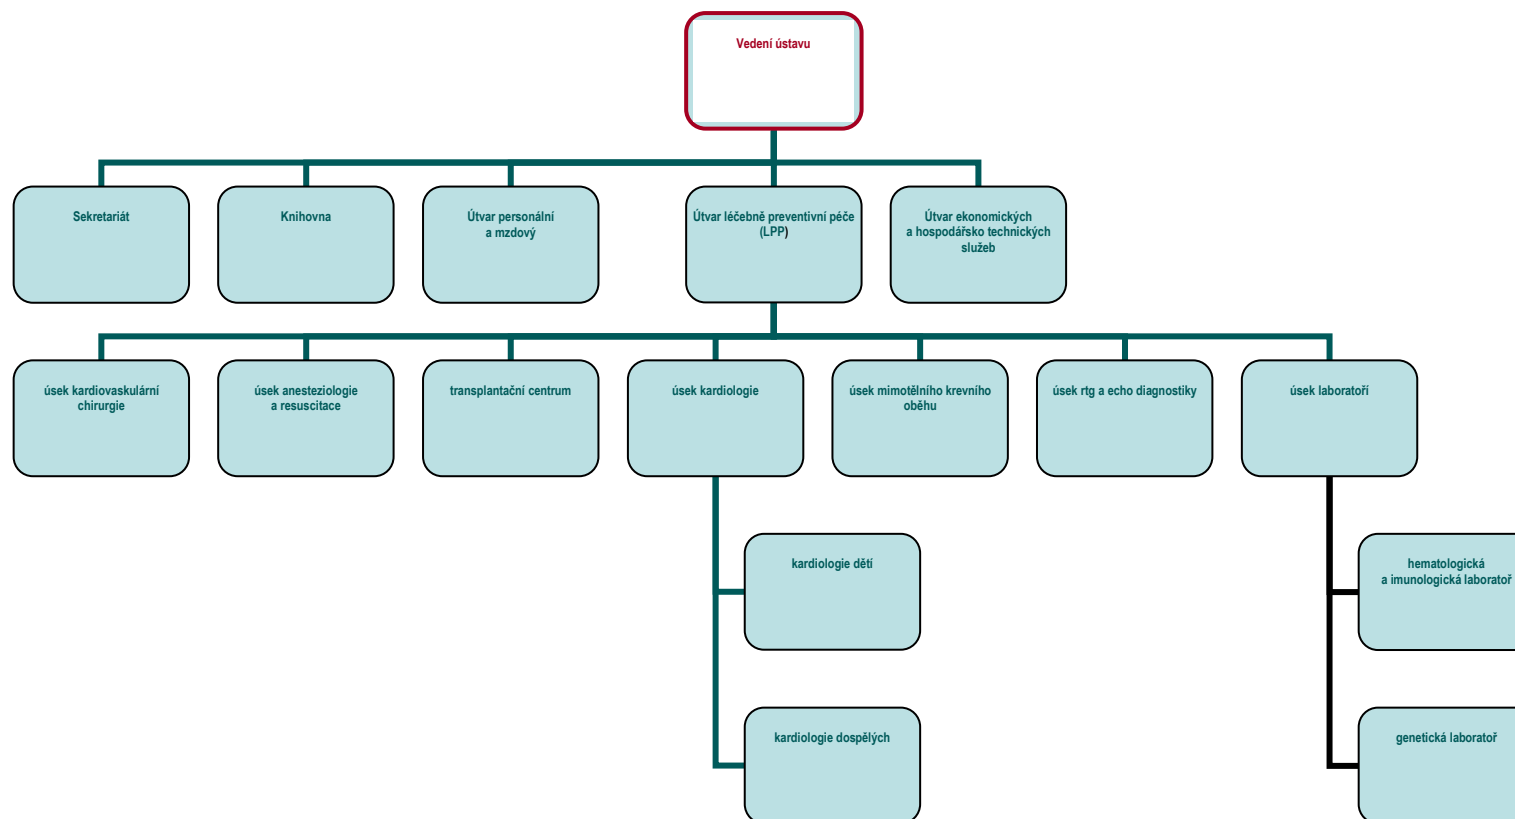 Vedení ústavu
Sekretariát
Knihovna
Útvar personální
a mzdový
Útvar léčebně preventivní péče
(LPP)
Útvar ekonomických
a hospodářsko technických
služeb
úsek kardiovaskulární
chirurgie
úsek anesteziologie
a resuscitace
transplantační centrum
úsek kardiologie
úsek mimotělního krevního
oběhu
úsek rtg a echo diagnostiky
úsek laboratoří
kardiologie dětí
hematologická
a imunologická laboratoř
kardiologie dospělých
genetická laboratoř